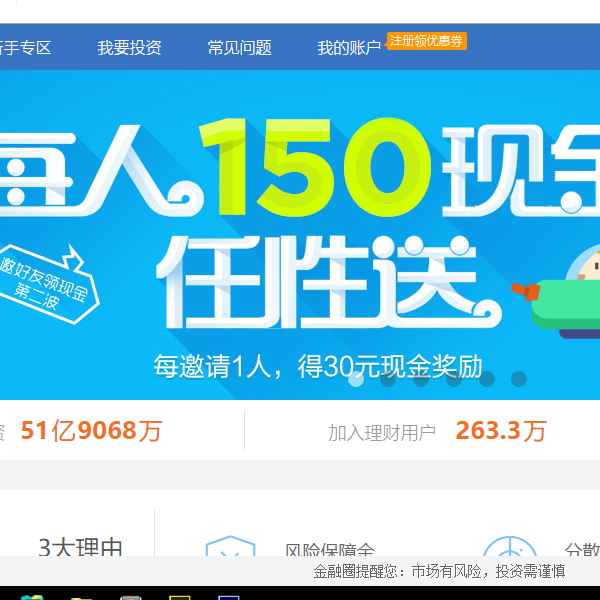 新手专区 我要投资 常见问题 我的账户 注册领优惠券
每人150现金
任性送
邀好友领现金
第二波
每邀请1人，得30元现金奖励
资 51亿9068万 加入理财用户 263.3万
3大理由 风险保障金 分散
金融圈提醒您：市场有风险，投资需谨慎